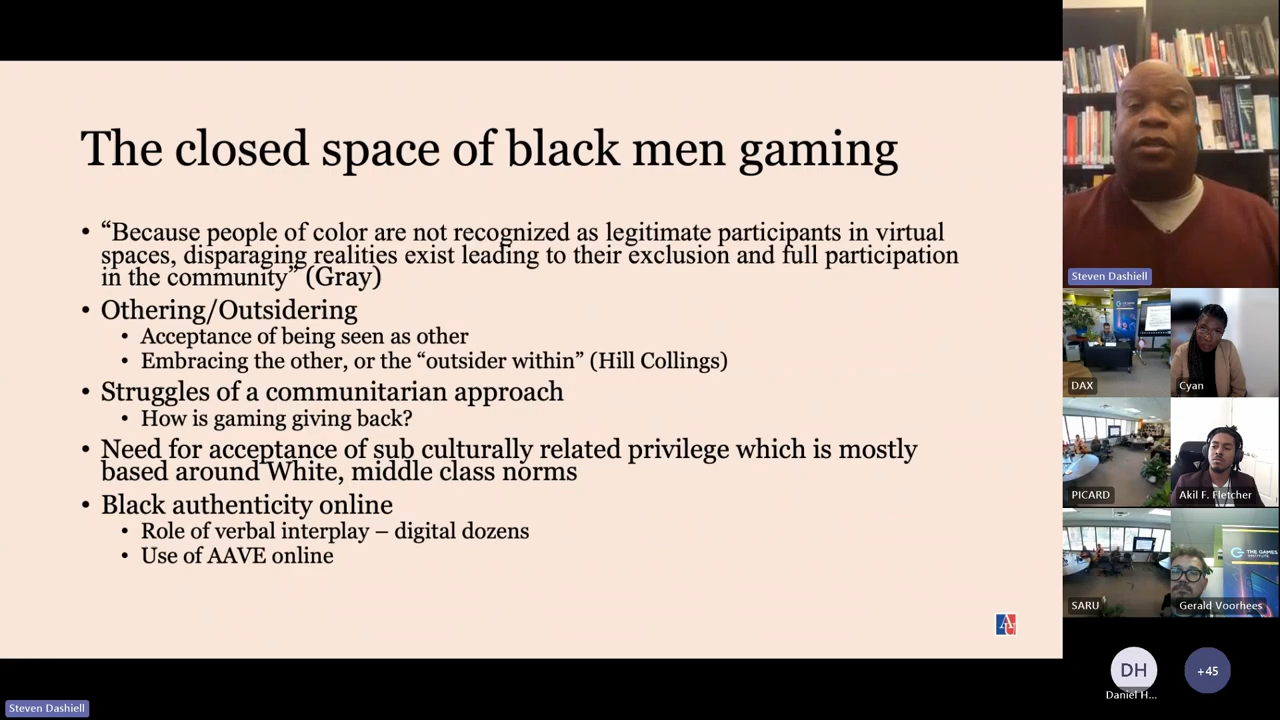 The closed space of black men gaming
• “Because people of color are not recognized as legitimate participants in virtual
spaces, disparaging realities exist leading to their exclusion and full participation
in the community” (Gray)
• Othering/Outsidering
• Acceptance of being seen as other
• Embracing the other, or the “outsider within” (Hill Collings)
• Struggles of a communitarian approach
• How is gaming giving back?
• Need for acceptance of sub culturally related privilege which is mostly
based around White, middle class norms
• Black authenticity online
• Role of verbal interplay – digital dozens
• Use of AAVE online
Steven Dashiell
DAX
Cyan
PICARD
Akil F. Fletcher
THE GAMES
INSTITUTE
SARU
Gerald Voorhees
DH
Daniel H...
+45
Steven Dashiell